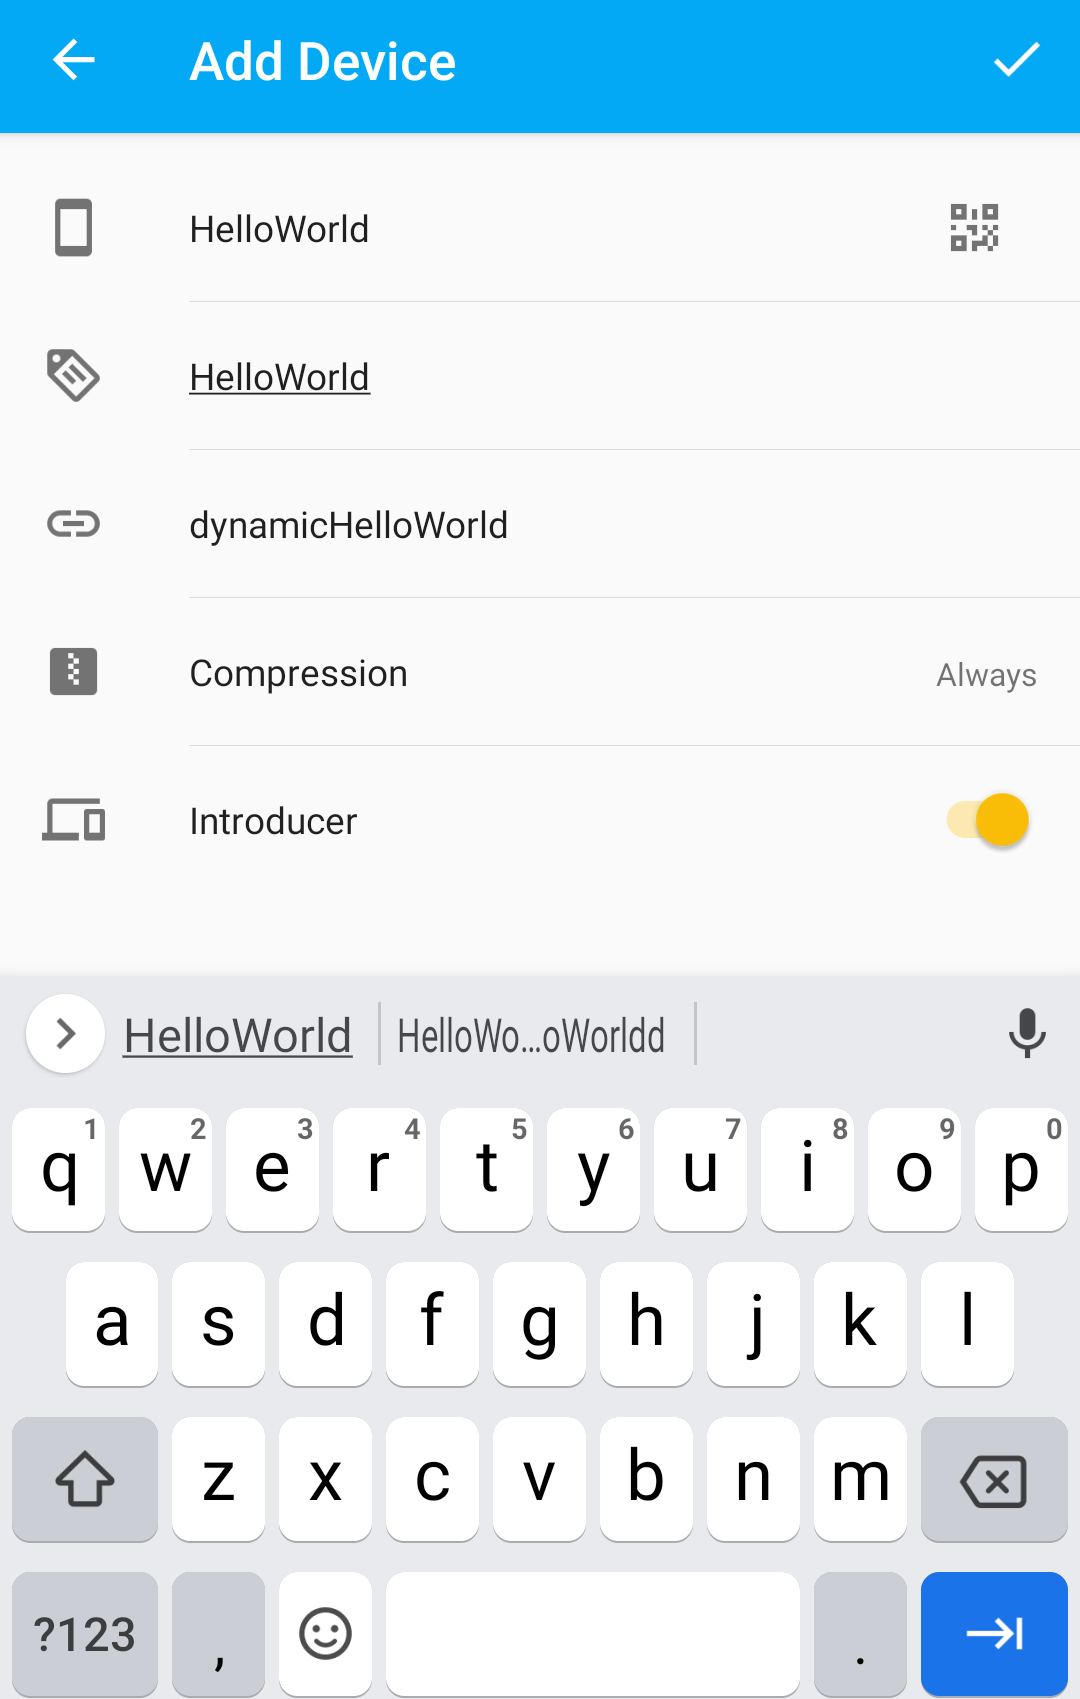 Add Device
HelloWorld
HelloWorld
dynamicHelloWorld
Compression Always
Introducer
HelloWorld HelloWo...oWorldd
1 2 3 4 5 6 7 8 9 0
q w e r t y u i o p
a s d f g h j k l
z x c v b n m
?123 , .